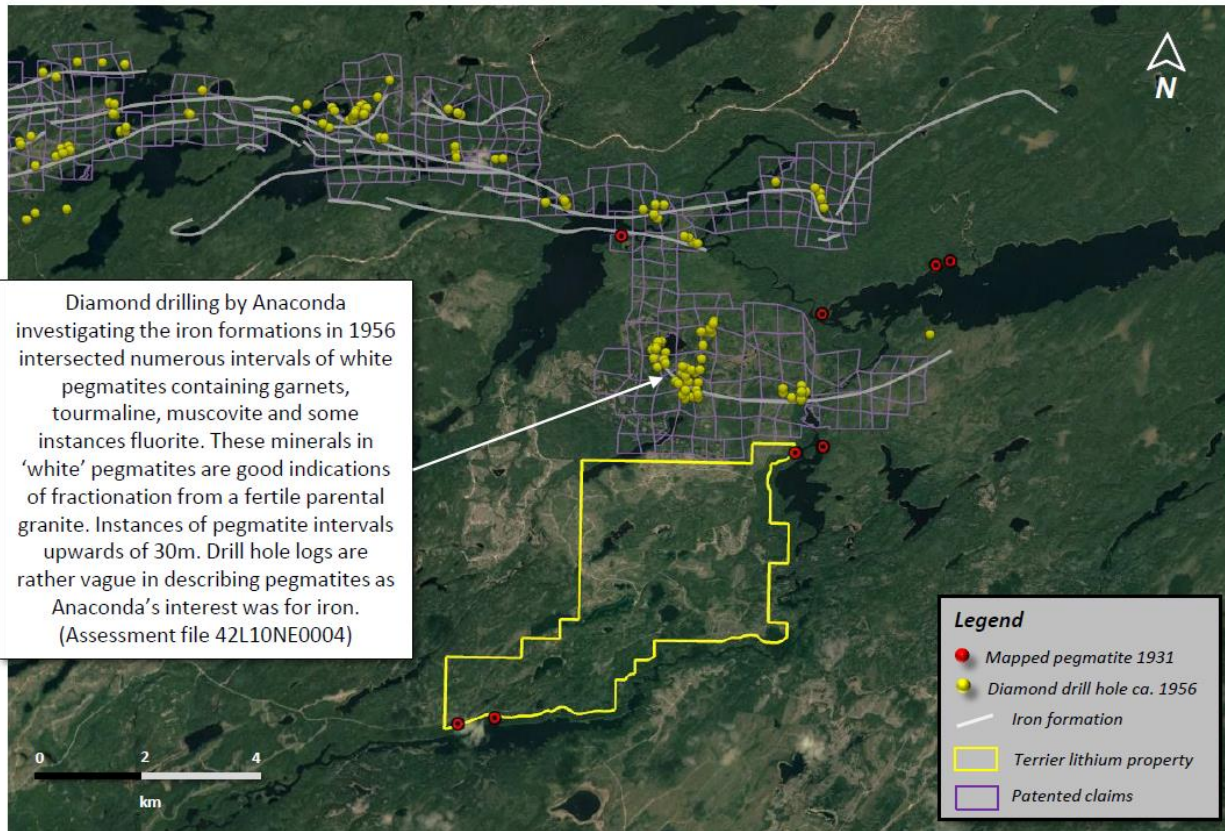 N
Diamond drilling by Anaconda
investigating the iron formations in 1956
intersected numerous intervals of white
pegmatites containing garnets,
tourmaline, muscovite and some
instances fluorite. These minerals in
‘white’ pegmatites are good indications
of fractionation from a fertile parental
granite. Instances of pegmatite intervals
upwards of 30m. Drill hole logs are
rather vague in describing pegmatites as
Anaconda’s interest was for iron.
(Assessment file 42L10NE0004)
Legend
Mapped pegmatite 1931
Diamond drill hole ca. 1956
Iron formation
Terrier lithium property
Patented claims
0 2 4
km